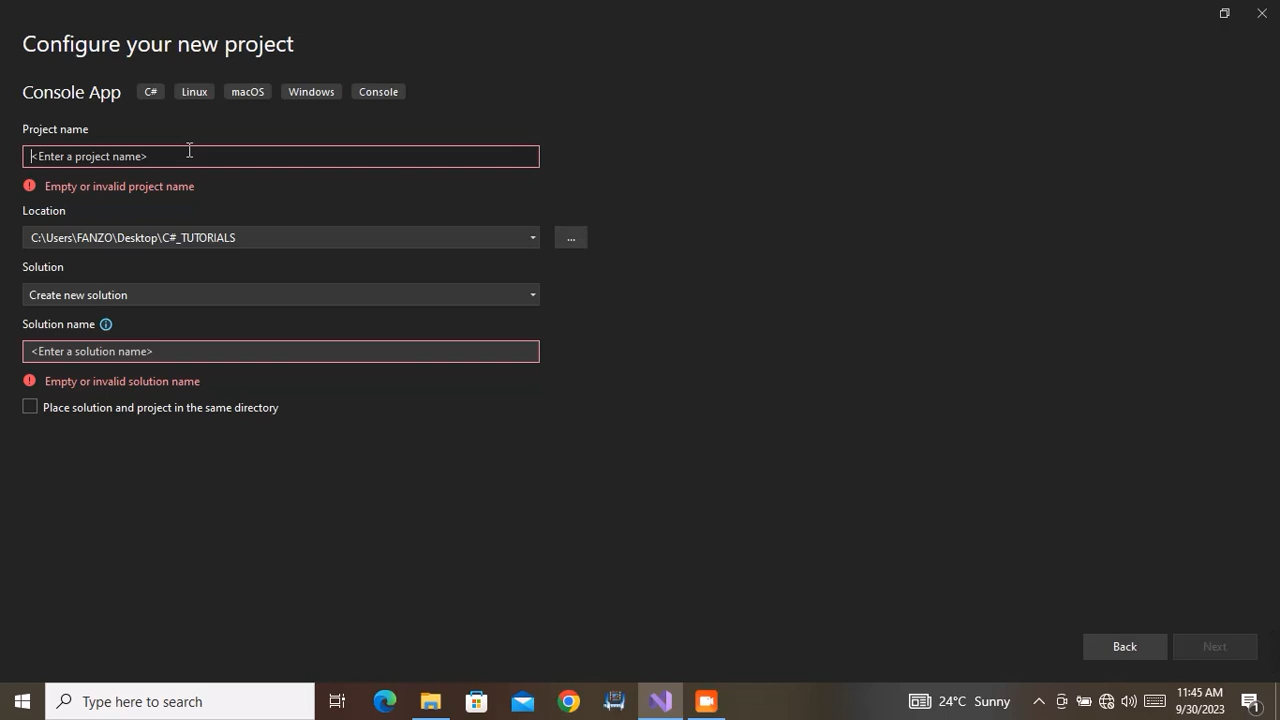 Configure your new project
Console App C# Linux macOS Windows Console
Project name
<Enter a project name>
Empty or invalid project name
Location
C:\Users\FANZO\Desktop\C#_TUTORIALS
...
Solution
Create new solution
Solution name
<Enter a solution name>
Empty or invalid solution name
Place solution and project in the same directory
Back Next
Type here to search
24°C Sunny
11:45 AM
9/30/2023
1